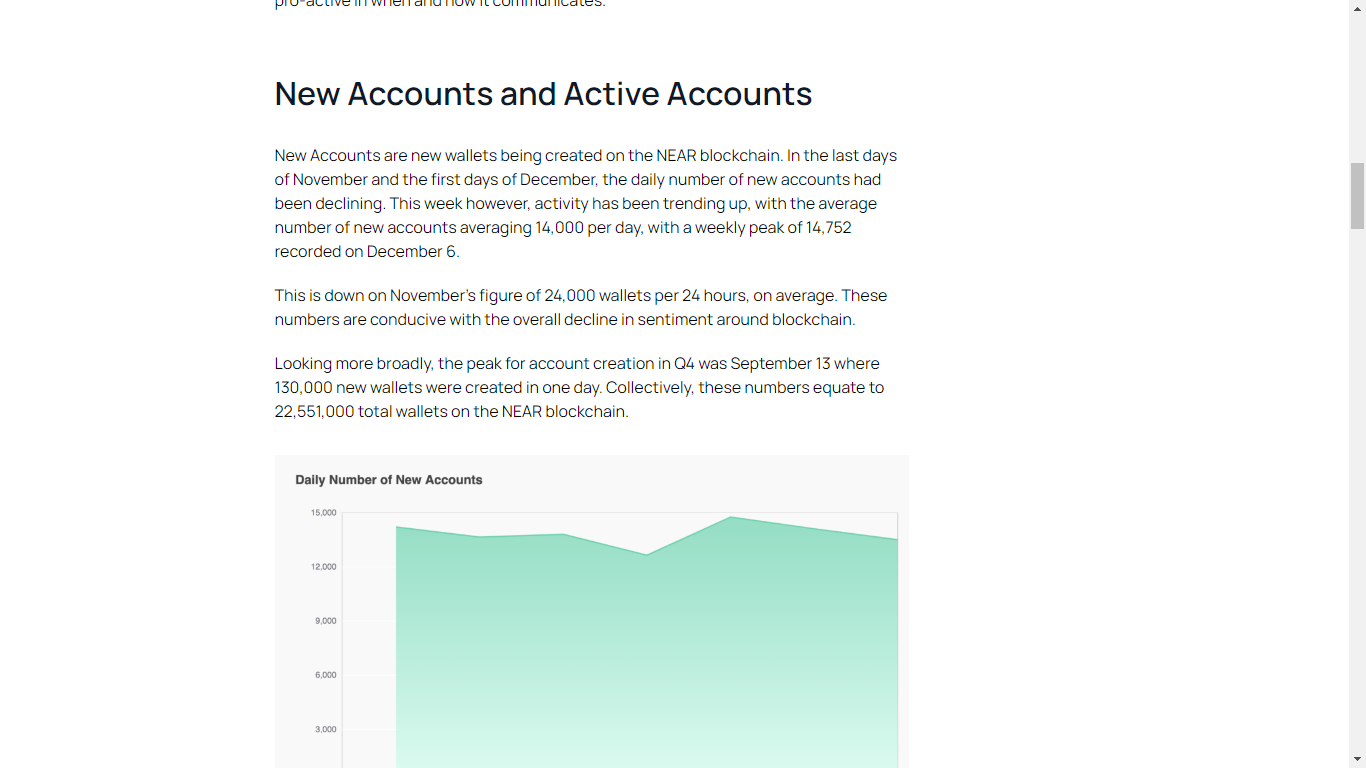 pro-active in when and how it communicates.
New Accounts and Active Accounts
New Accounts are new wallets being created on the NEAR blockchain. In the last days
of November and the first days of December, the daily number of new accounts had
been declining. This week however, activity has been trending up, with the average
number of new accounts averaging 14,000 per day, with a weekly peak of 14,752
recorded on December 6.
This is down on November’s figure of 24,000 wallets per 24 hours, on average. These
numbers are conducive with the overall decline in sentiment around blockchain.
Looking more broadly, the peak for account creation in Q4 was September 13 where
130,000 new wallets were created in one day. Collectively, these numbers equate to
22,551,000 total wallets on the NEAR blockchain.
Daily Number of New Accounts
15,000
12,000
9,000
6,000
3,000